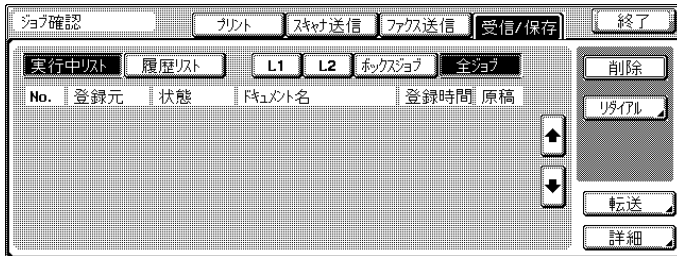 ジョブ確認 プリント スキャナ送信 ファクス送信 受信/保存 終了
実行中リスト 履歴リスト L1 L2 ボックスジョブ 全ジョブ 削除
No. 登録元 状態 ドキュメント名 登録時間 原稿 リダイアル
転送
詳細